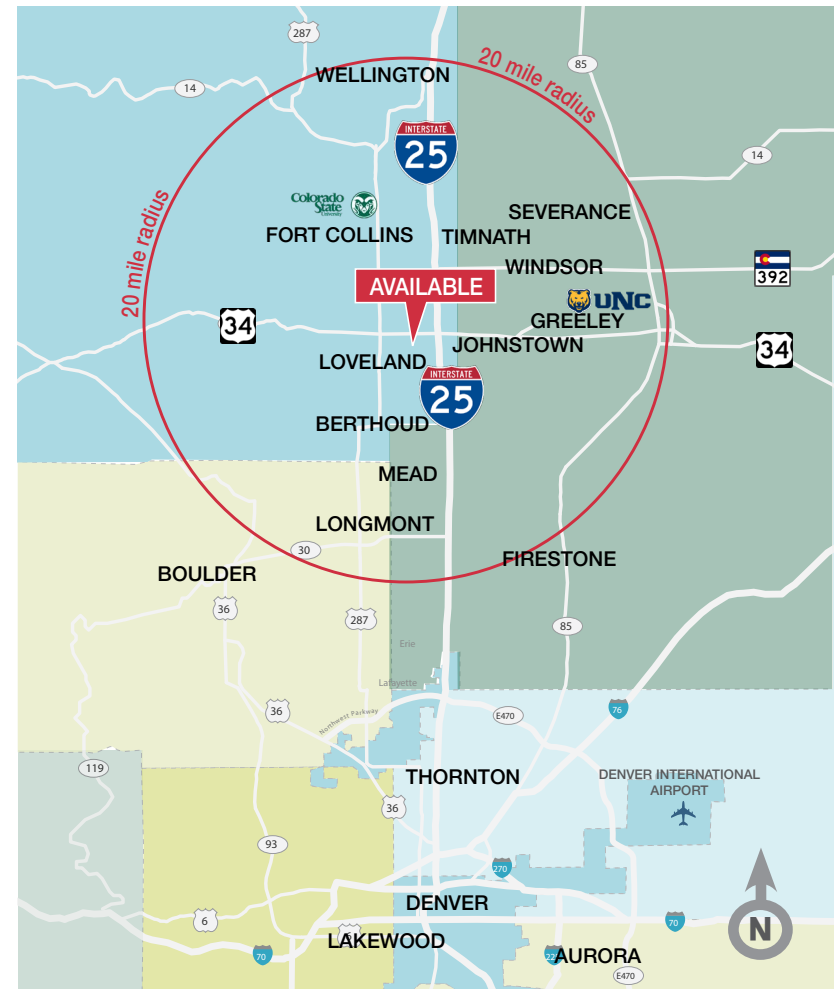 287
85
WELLINGTON
20 mile radius
14
INTERSTATE
25
14
Colorado
State
University
SEVERANCE
FORT COLLINS
TIMNATH
20 mile radius
WINDSOR
392
AVAILABLE
UNC
GREELEY
34
JOHNSTOWN
34
LOVELAND
INTERSTATE
25
BERTHOUD
MEAD
LONGMONT
30
FIRESTONE
BOULDER
36
287
85
Erie
Lafayette
36
Northwest Parkway
E470
76
119
THORNTON
DENVER INTERNATIONAL
AIRPORT
36
93
270
DENVER
6
6
70
N
LAKEWOOD
70
AURORA
E470